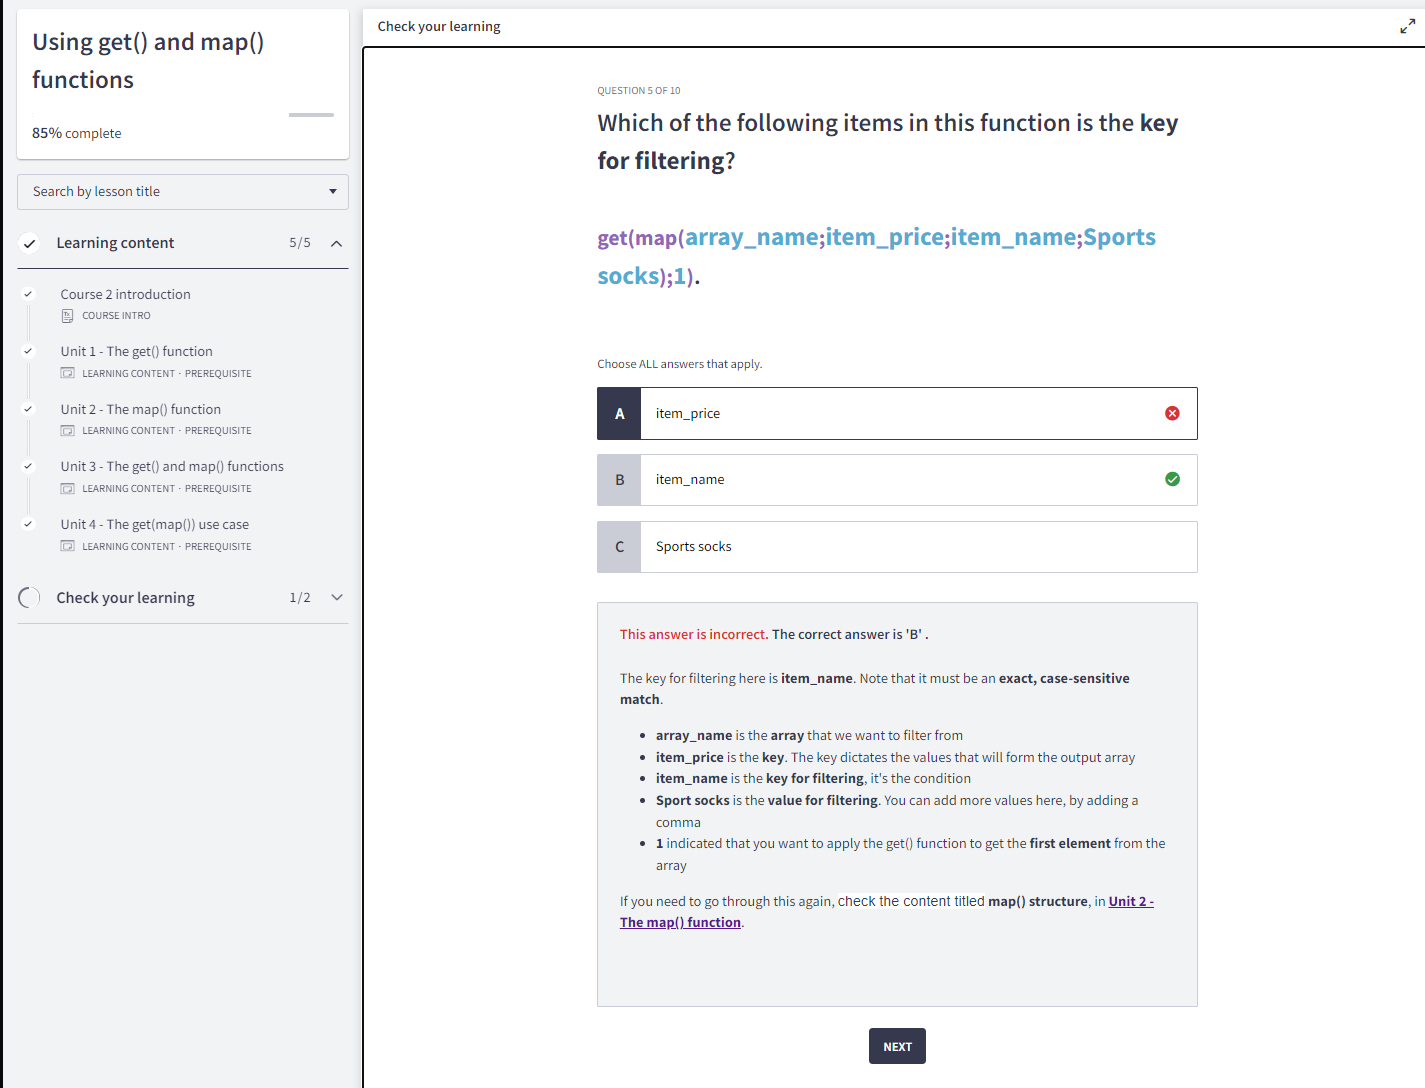 Using get() and map()
functions
85% complete
Search by lesson title
Learning content 5/5
Course 2 introduction
COURSE INTRO
Unit 1 - The get() function
LEARNING CONTENT - PREREQUISITE
Unit 2 - The map() function
LEARNING CONTENT - PREREQUISITE
Unit 3 - The get() and map() functions
LEARNING CONTENT - PREREQUISITE
Unit 4 - The get(map()) use case
LEARNING CONTENT - PREREQUISITE
Check your learning 1/2
Check your learning
QUESTION 5 OF 10
Which of the following items in this function is the key
for filtering?
get(map(array_name;item_price;item_name;Sports
socks);1).
Choose ALL answers that apply.
A item_price
B item_name
C Sports socks
This answer is incorrect. The correct answer is 'B' .
The key for filtering here is item_name. Note that it must be an exact, case-sensitive
match.
• array_name is the array that we want to filter from
• item_price is the key. The key dictates the values that will form the output array
• item_name is the key for filtering, it's the condition
• Sport socks is the value for filtering. You can add more values here, by adding a
comma
• 1 indicated that you want to apply the get() function to get the first element from the
array
If you need to go through this again, check the content titled map() structure, in Unit 2 -
The map() function.
NEXT